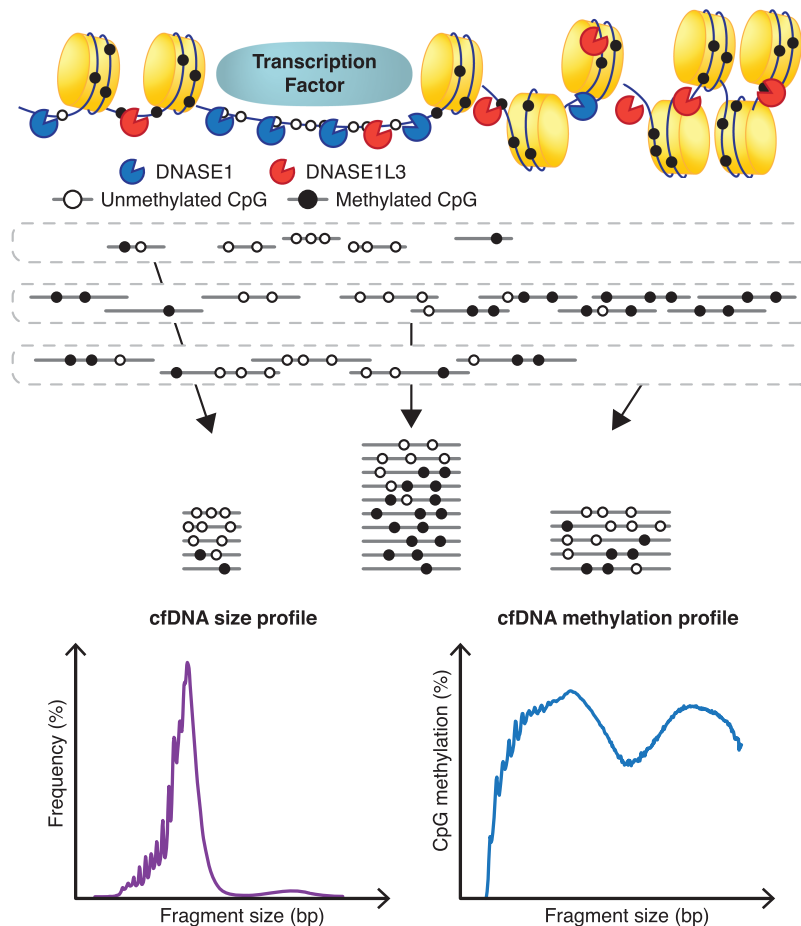 Transcription
Factor
DNASE1
DNASE1L3
Unmethylated CpG
Methylated CpG
cfDNA size profile
cfDNA methylation profile
Frequency (%)
Fragment size (bp)
CpG methylation (%)
Fragment size (bp)